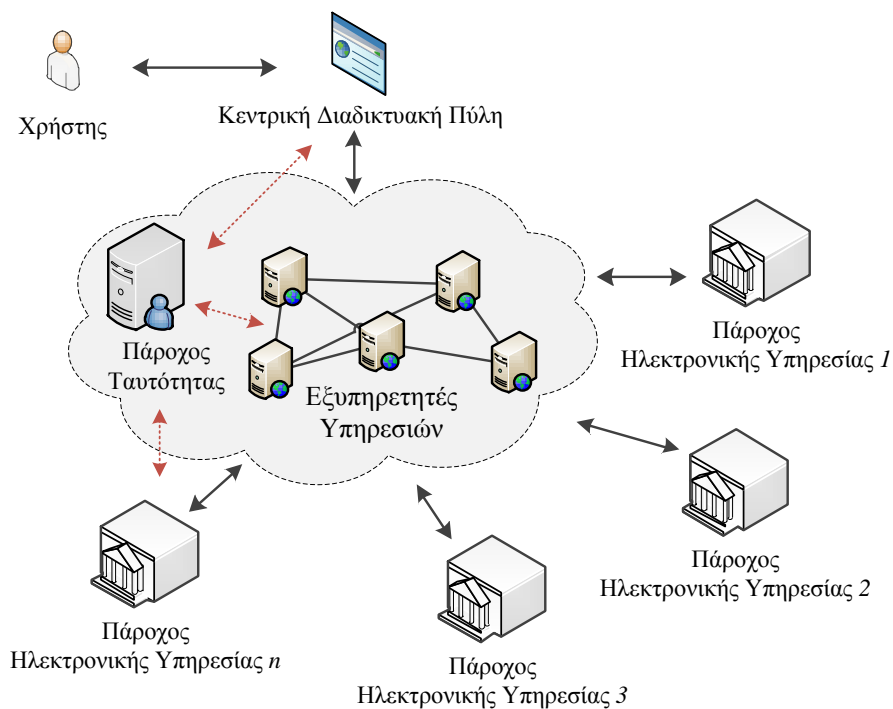 Χρήστης
Κεντρική Διαδικτυακή Πύλη
Πάροχος
Ταυτότητας
Εξυπηρετητές
Υπηρεσιών
Πάροχος
Ηλεκτρονικής Υπηρεσίας 1
Πάροχος
Ηλεκτρονικής Υπηρεσίας 2
Πάροχος
Ηλεκτρονικής Υπηρεσίας n
Πάροχος
Ηλεκτρονικής Υπηρεσίας 3